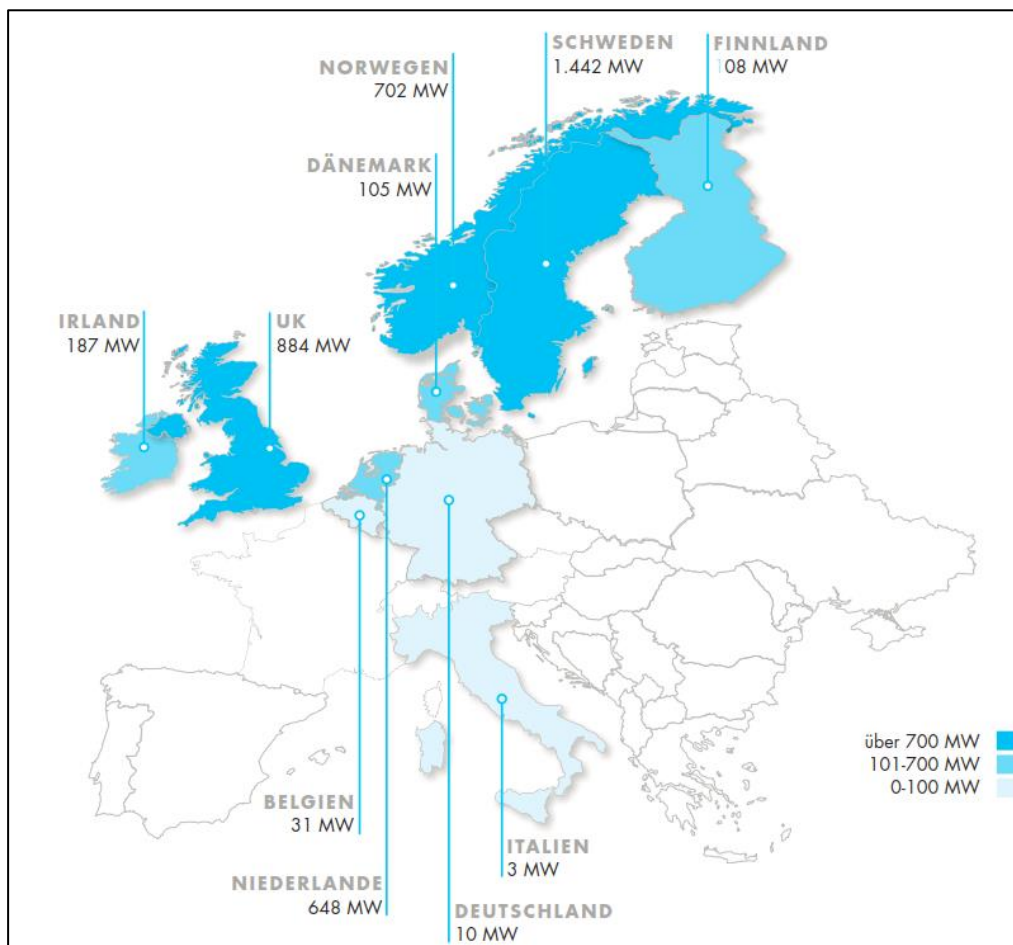 SCHWEDEN
1.442 MW
FINNLAND
108 MW
NORWEGEN
702 MW
DÄNEMARK
105 MW
IRLAND
187 MW
UK
884 MW
über 700 MW
101-700 MW
0-100 MW
BELGIEN
31 MW
ITALIEN
3 MW
NIEDERLANDE
648 MW
DEUTSCHLAND
10 MW